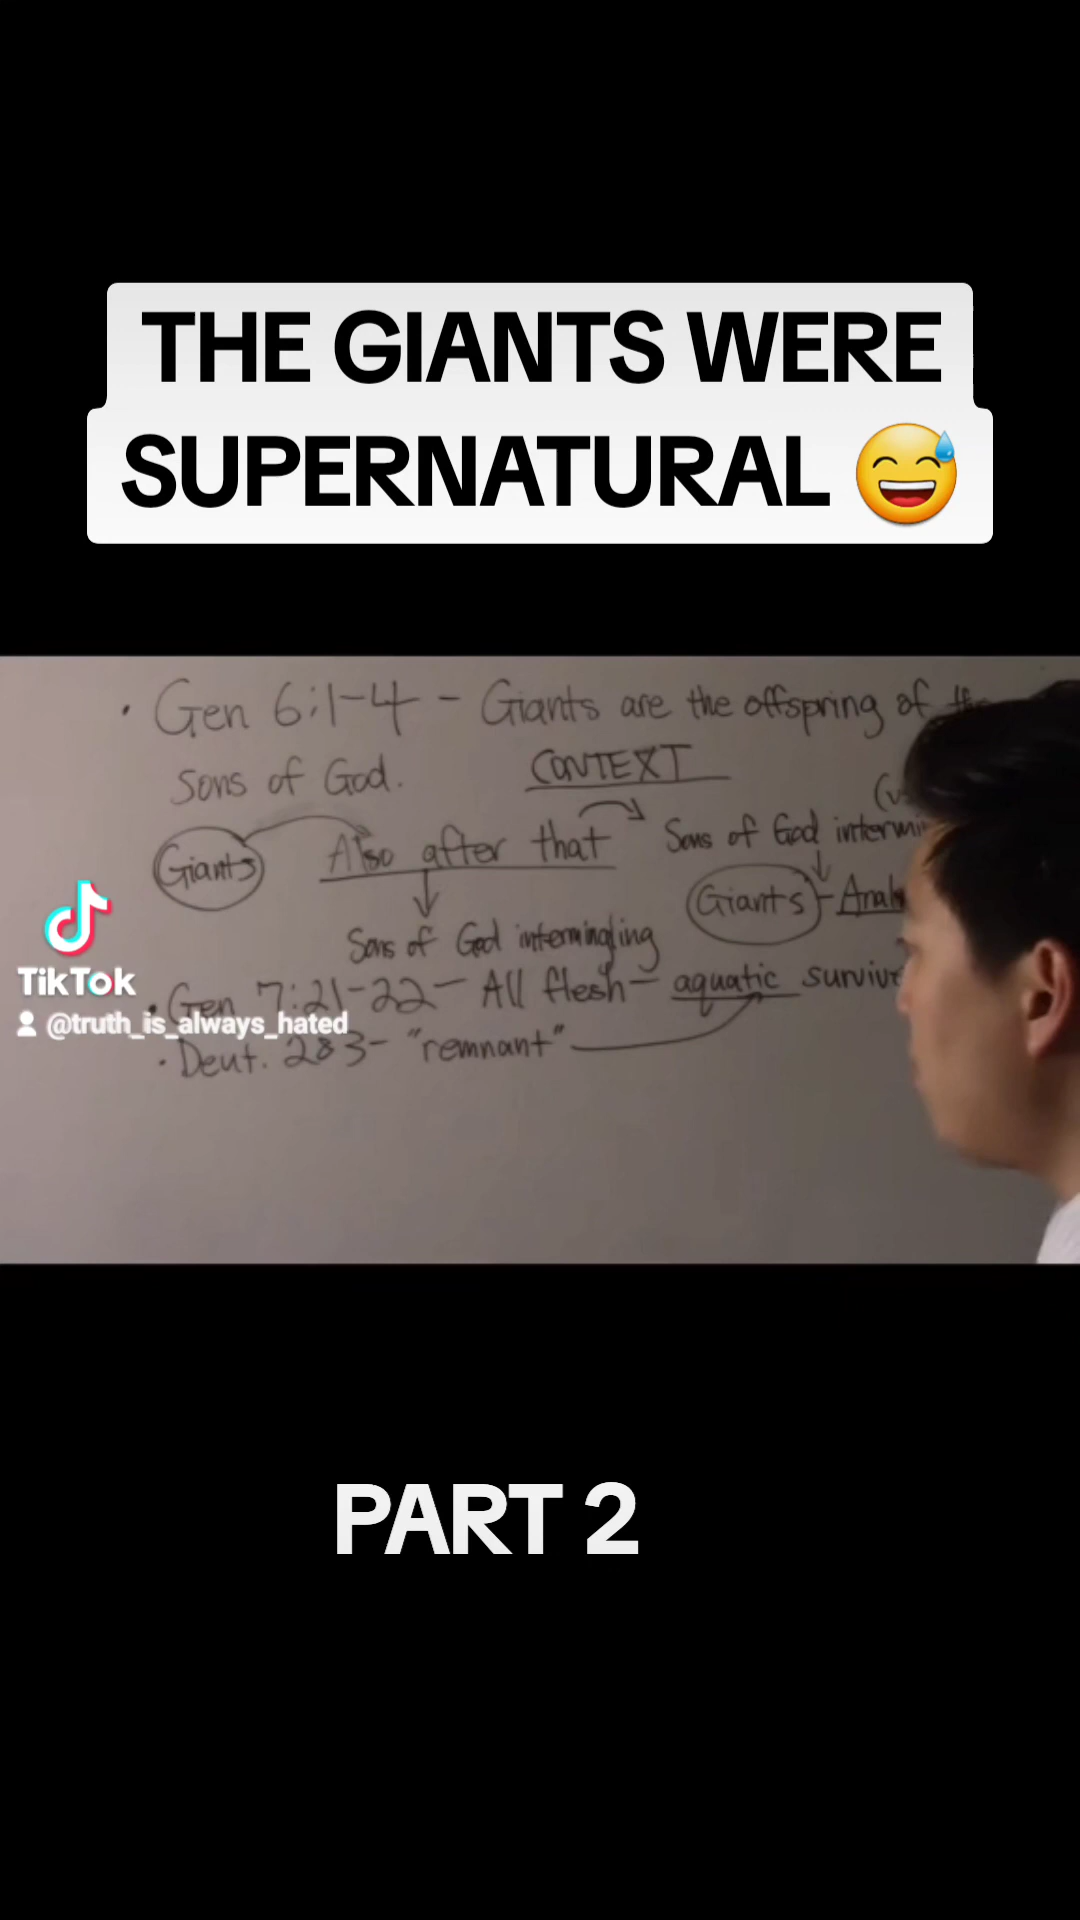 THE GIANTS WERE
SUPERNATURAL 😅
• Gen 6:1-4 - Giants are the offspring of the
sons of God.
CONTEXT
Giants Also after that Sons of God
Giants -
Sons of God intermingling
• Gen 7:21-22 - All flesh - aquatic
• Deut. 2&3 - "remnant"
TikTok
@truth_is_always_hated
PART 2